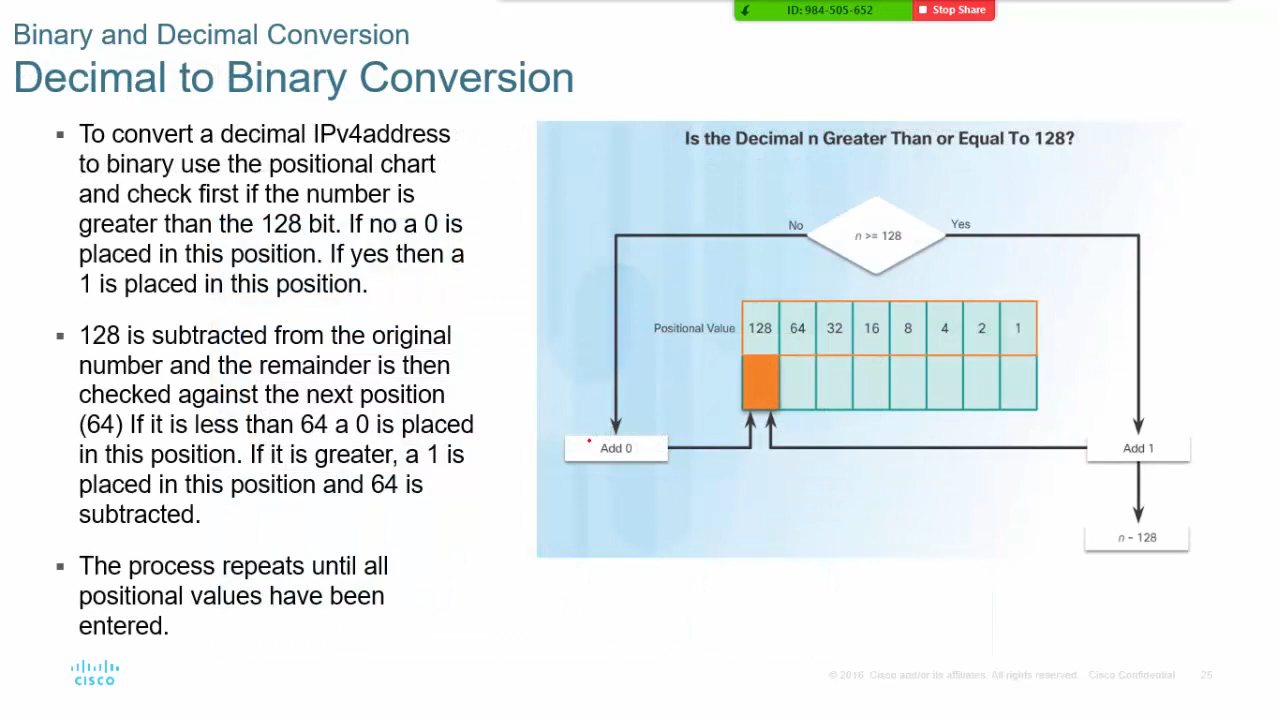 ID: 984-505-652
Stop Share
Binary and Decimal Conversion
Decimal to Binary Conversion
▪ To convert a decimal IPv4address
to binary use the positional chart
and check first if the number is
greater than the 128 bit. If no a 0 is
placed in this position. If yes then a
1 is placed in this position.
▪ 128 is subtracted from the original
number and the remainder is then
checked against the next position
(64) If it is less than 64 a 0 is placed
in this position. If it is greater, a 1 is
placed in this position and 64 is
subtracted.
▪ The process repeats until all
positional values have been
entered.
Is the Decimal n Greater Than or Equal To 128?
No
n >= 128
Yes
Positional Value 128 64 32 16 8 4 2 1
Add 0
Add 1
n - 128
CISCO
© 2016 Cisco and/or its affiliates. All rights reserved. Cisco Confidential
25